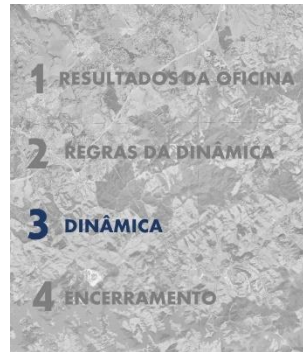 1 RESULTADOS DA OFICINA
2 REGRAS DA DINÂMICA
3 DINÂMICA
4 ENCERRAMENTO